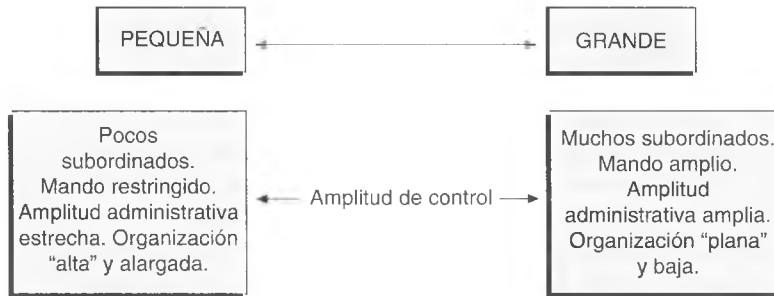 PEQUEÑA
GRANDE
Pocos
subordinados.
Mando restringido.
Amplitud administrativa
estrecha. Organización
“alta” y alargada.
Amplitud de control
Muchos subordinados.
Mando amplio.
Amplitud
administrativa amplia.
Organización “plana”
y baja.